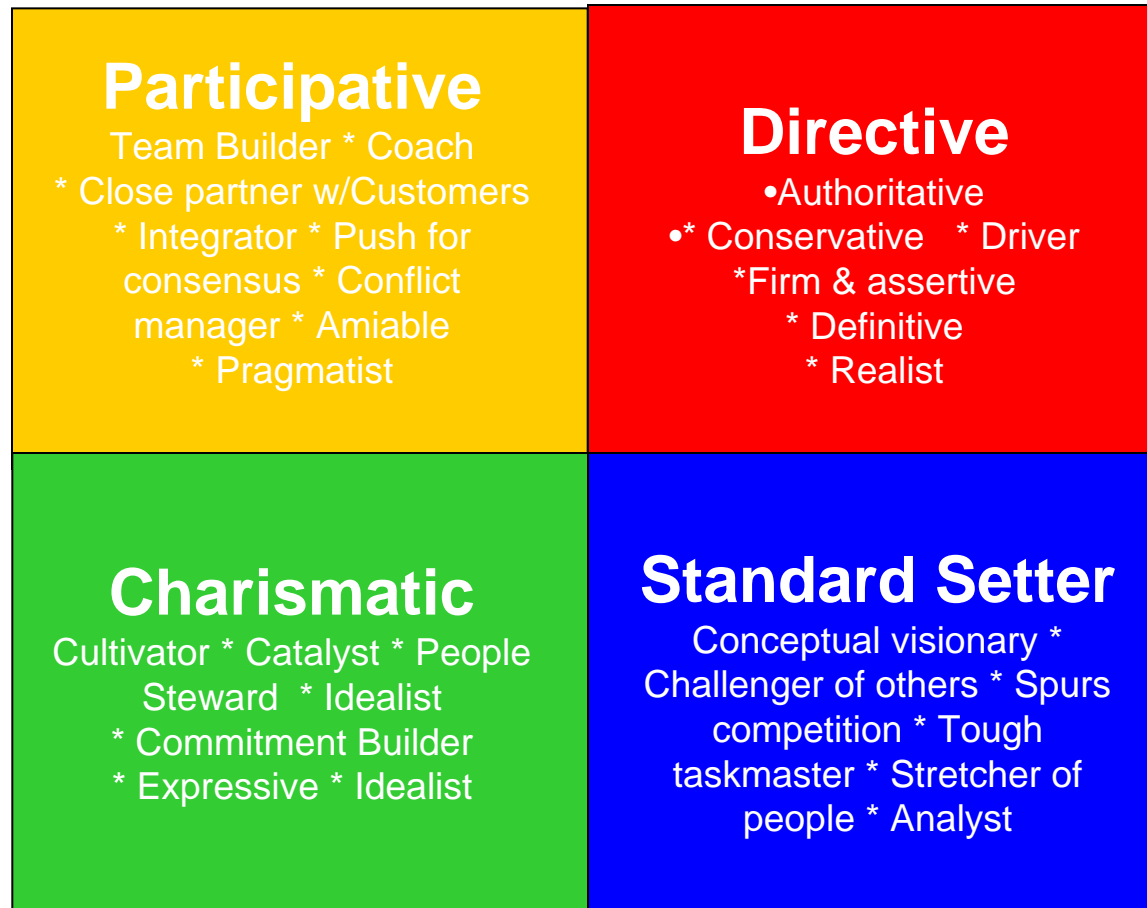 Participative
Team Builder * Coach
* Close partner w/Customers
* Integrator * Push for
consensus * Conflict
manager * Amiable
* Pragmatist
Directive
•Authoritative
•* Conservative * Driver
*Firm & assertive
* Definitive
* Realist
Charismatic
Cultivator * Catalyst * People
Steward * Idealist
* Commitment Builder
* Expressive * Idealist
Standard Setter
Conceptual visionary *
Challenger of others * Spurs
competition * Tough
taskmaster * Stretcher of
people * Analyst